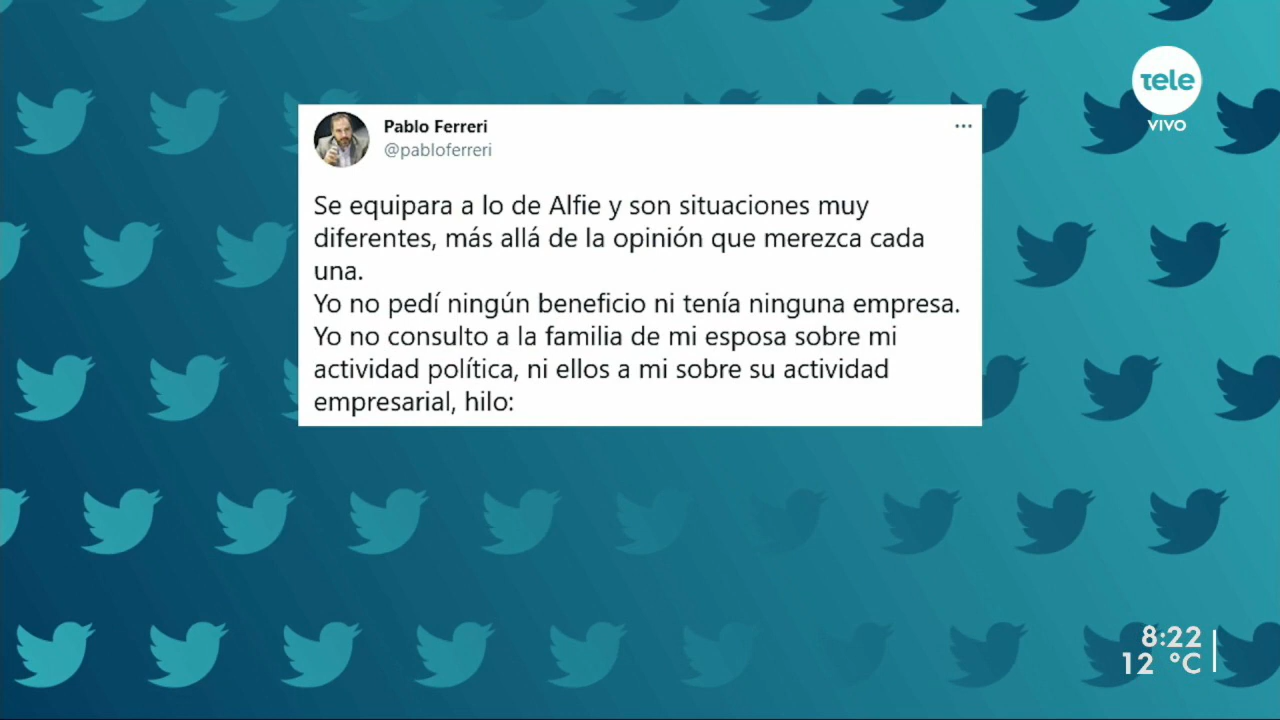 tele
VIVO
Pablo Ferreri
@pabloferreri
Se equipara a lo de Alfie y son situaciones muy
diferentes, más allá de la opinión que merezca cada
una.
Yo no pedí ningún beneficio ni tenía ninguna empresa.
Yo no consulto a la familia de mi esposa sobre mi
actividad política, ni ellos a mi sobre su actividad
empresarial, hilo:
8:22
12 °C